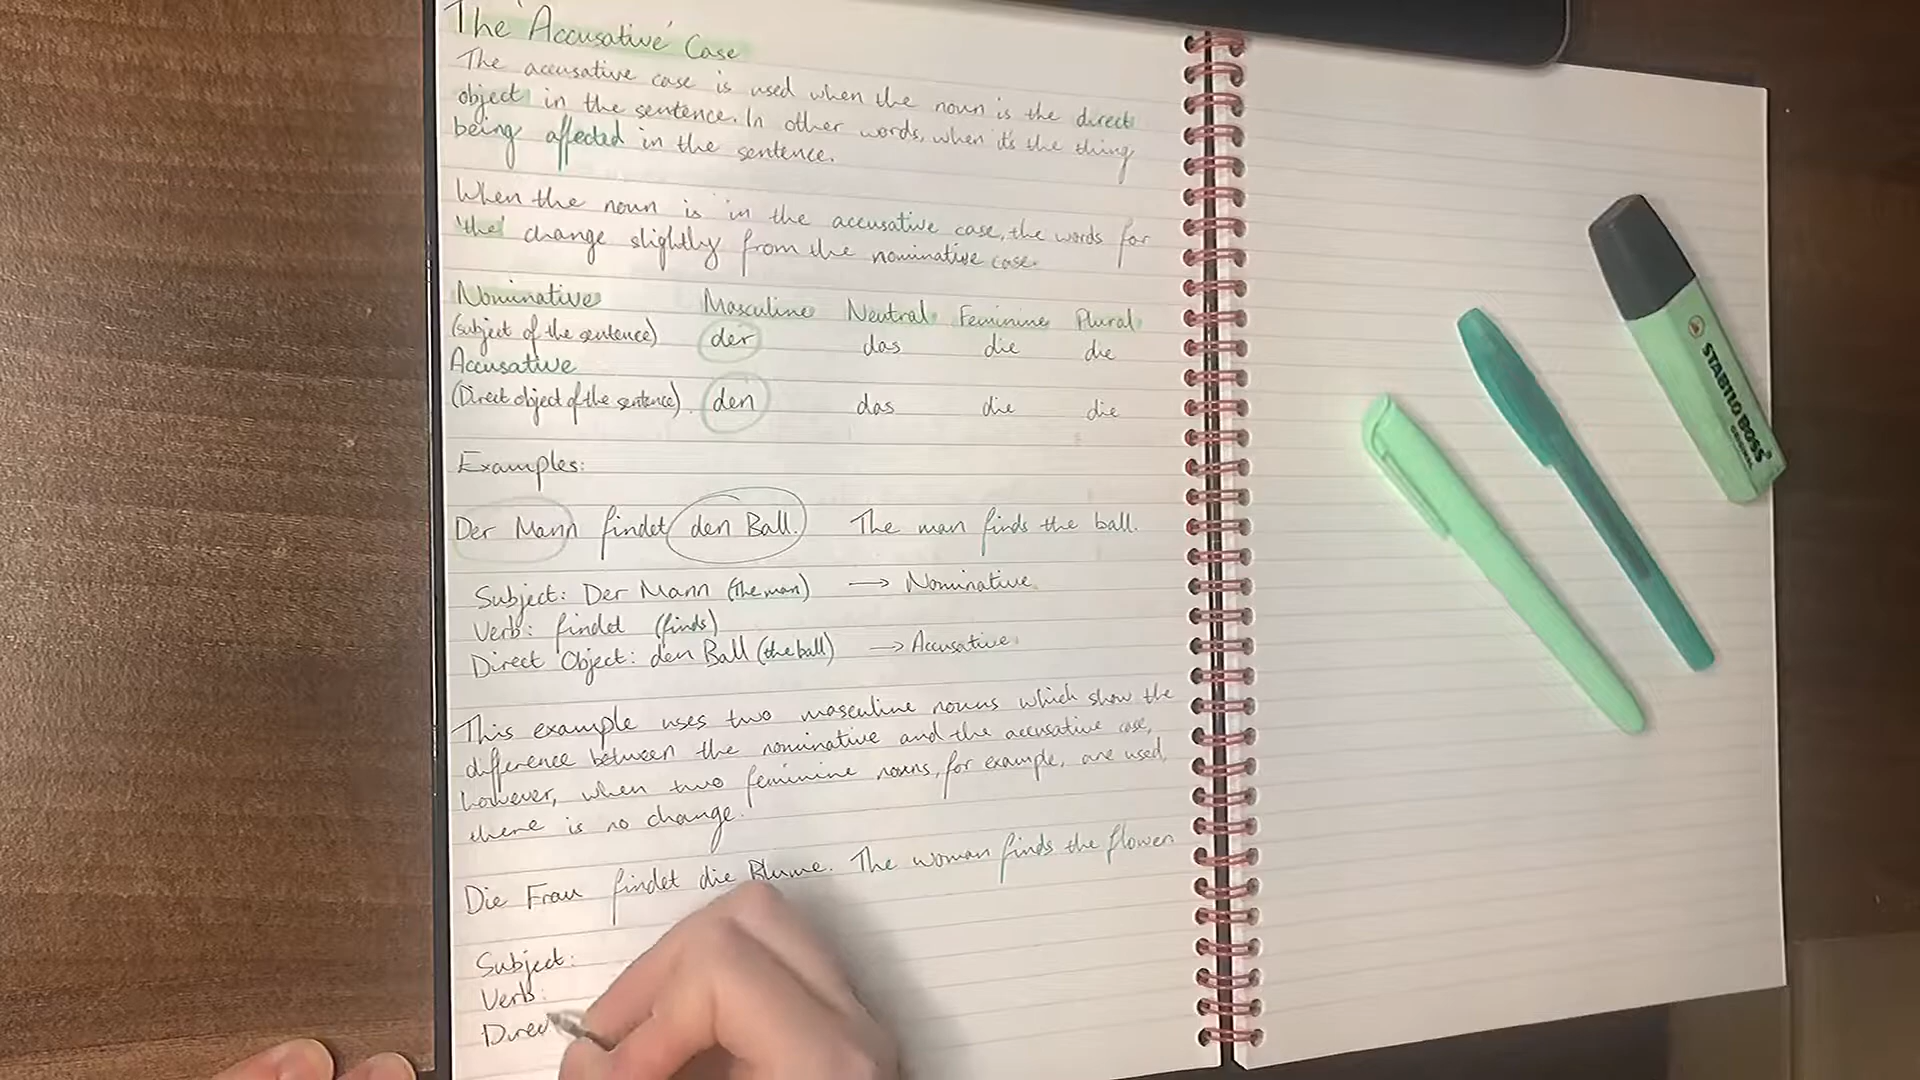 The 'Accusative' Case
The accusative case is used when the noun is the direct
object in the sentence. In other words, when it's the thing
being affected in the sentence.
When the noun is in the accusative case, the words for
'the' change slightly from the nominative case.
Nominative Masculine Neutral Feminine Plural
(subject of the sentence) der das die die
Accusative
(Direct object of the sentence). den das die die
Examples:
Der Mann findet den Ball. The man finds the ball.
Subject: Der Mann (the man) → Nominative.
Verb: findet (finds)
Direct Object: den Ball (the ball) → Accusative.
This example uses two masculine nouns which show the
difference between the nominative and the accusative case,
however, when two feminine nouns, for example, are used,
there is no change.
Die Frau findet die Blume. The woman finds the flower
Subject:
Verb:
Direc
STABILO BOSS
ORIGINAL